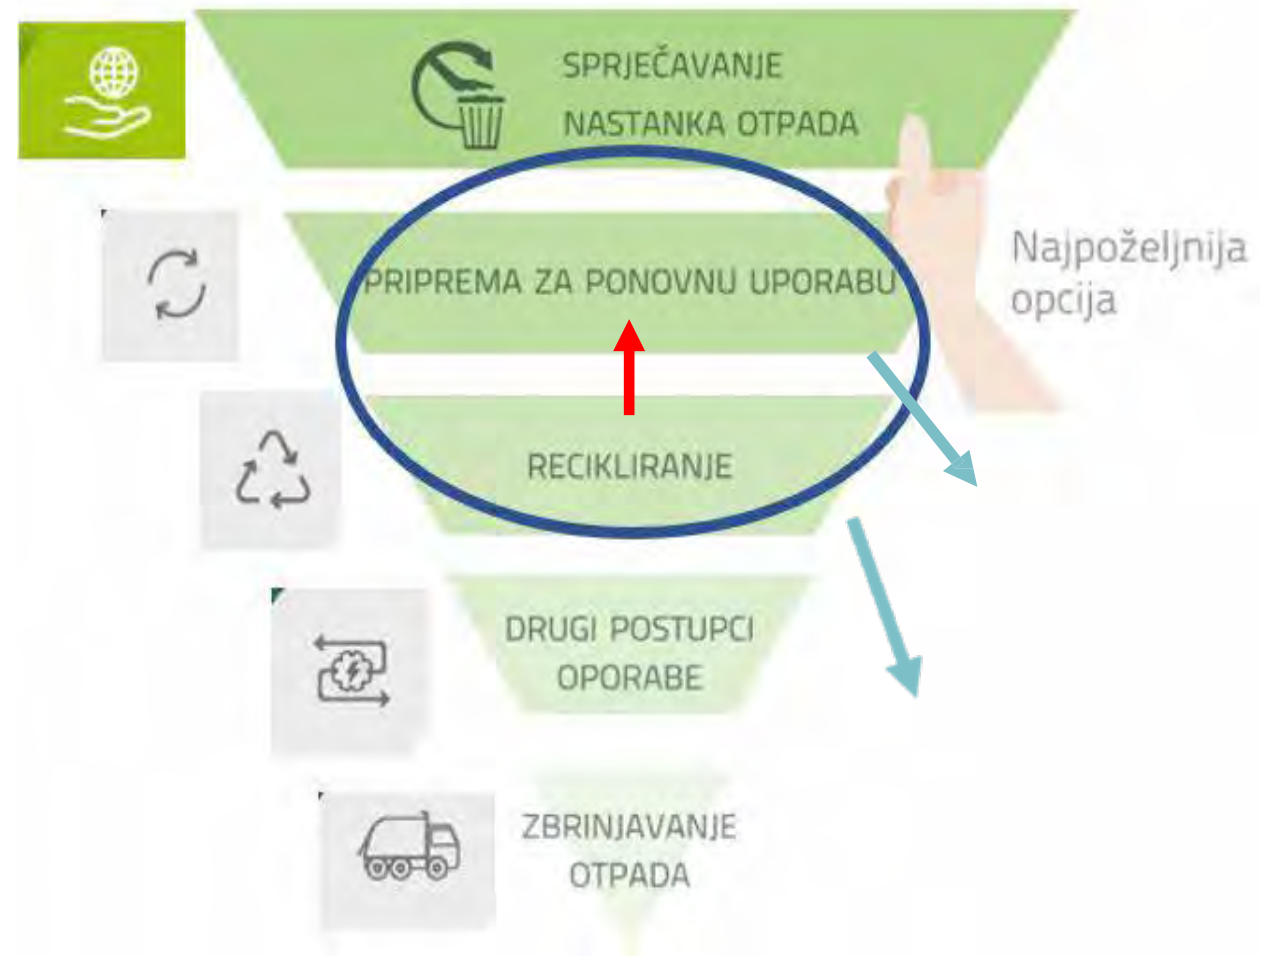 SPRJEČAVANJE
NASTANKA OTPADA
PRIPREMA ZA PONOVNU UPORABU
Najpoželjnija
opcija
RECIKLIRANJE
DRUGI POSTUPCI
OPORABE
ZBRINJAVANJE
OTPADA